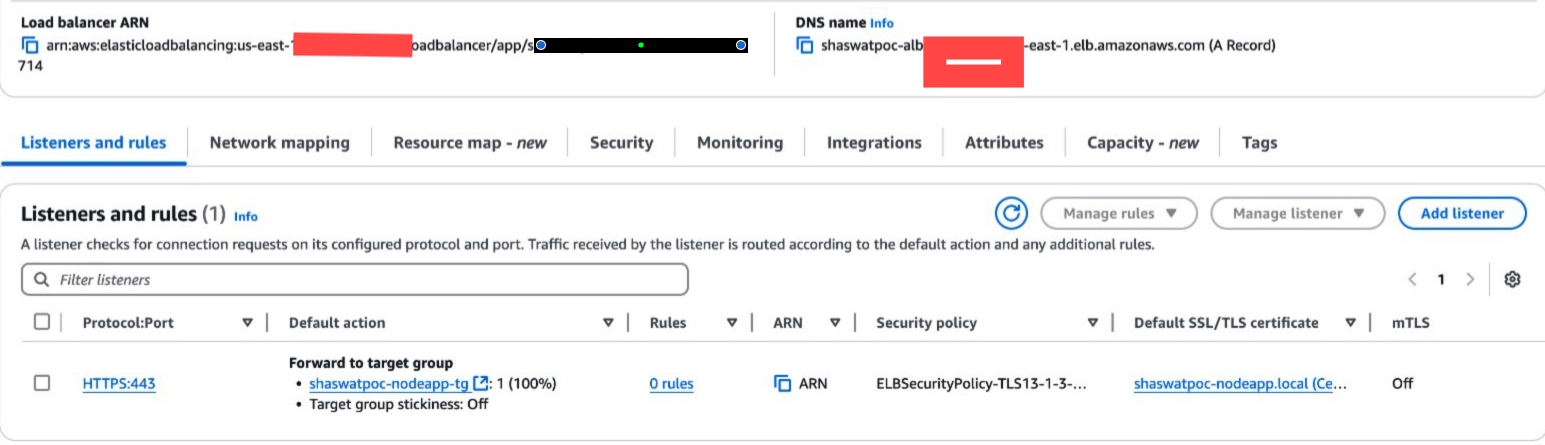 Load balancer ARN
DNS name Info
arn:aws:elasticloadbalancing:us-east- oadbalancer/app/s
714
shaswatpoc-alb -east-1.elb.amazonaws.com (A Record)
Listeners and rules
Network mapping
Resource map - new
Security
Monitoring
Integrations
Attributes
Capacity - new
Tags
Listeners and rules (1) Info
Manage rules
Manage listener
Add listener
A listener checks for connection requests on its configured protocol and port. Traffic received by the listener is routed according to the default action and any additional rules.
Filter listeners
1
Protocol:Port
Default action
Rules
ARN
Security policy
Default SSL/TLS certificate
mTLS
HTTPS:443
Forward to target group
• shaswatpoc-nodeapp-tg : 1 (100%)
• Target group stickiness: Off
0 rules
ARN
ELBSecurityPolicy-TLS13-1-3-...
shaswatpoc-nodeapp.local (Ce...
Off